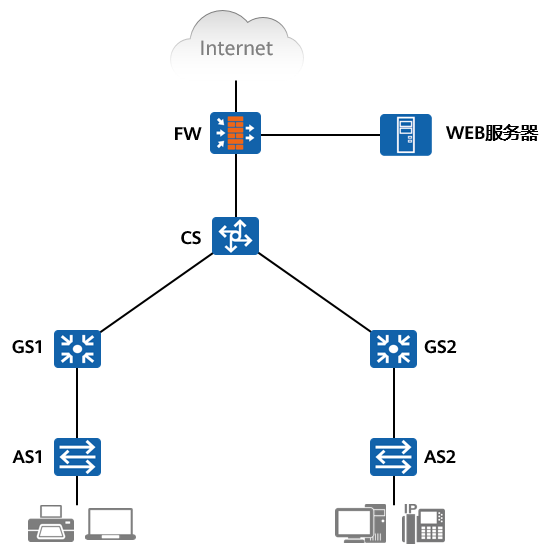 Internet
FW
WEB服务器
CS
GS1
GS2
AS1
AS2
IP